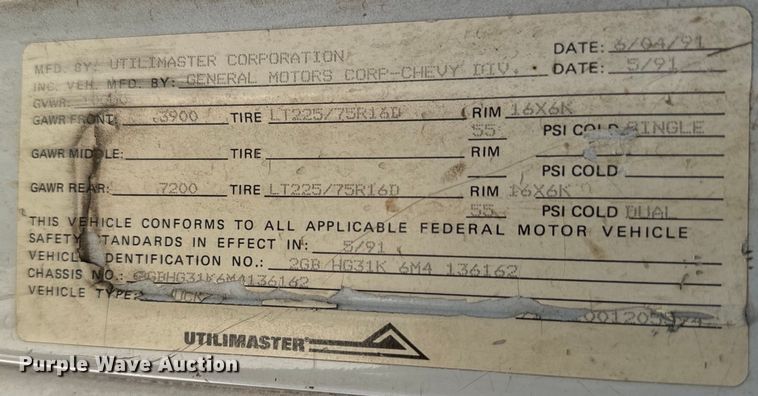 MFD. BY: UTILIMASTER CORPORATION DATE: 6/04/91
INC. VEH. MFD. BY: GENERAL MOTORS CORP-CHEVY DIV. DATE: 5/91
GVWR:
GAWR FRONT: 3900 TIRE LT225/75R16D RIM 16X6K
55 PSI COLD SINGLE
GAWR MIDDLE: TIRE RIM
PSI COLD
GAWR REAR: 7200 TIRE LT225/75R16D RIM 16X6K
55 PSI COLD DUAL
THIS VEHICLE CONFORMS TO ALL APPLICABLE FEDERAL MOTOR VEHICLE
SAFETY STANDARDS IN EFFECT IN: 5/91
VEHICLE IDENTIFICATION NO.: 2GB HG31K 6M4 136162
CHASSIS NO.: 2GBHG31K6M4136162
VEHICLE TYPE:
UTILIMASTER
Purple Wave Auction